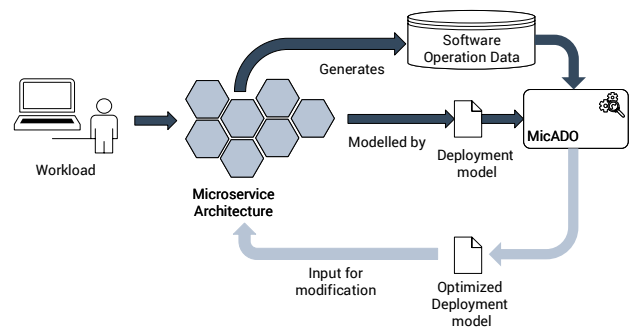 Software
Operation Data
Generates
MicADO
Modelled by
Deployment
model
Workload
Microservice
Architecture
Input for
modification
Optimized
Deployment
model